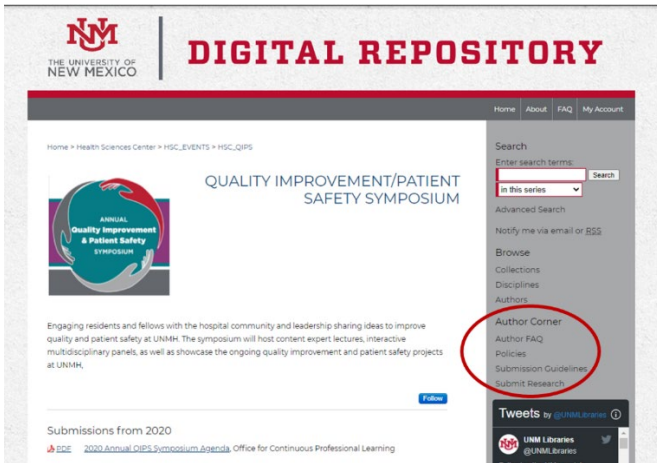 UNM
THE UNIVERSITY OF
NEW MEXICO
DIGITAL REPOSITORY
Home About FAQ My Account
Home > Health Sciences Center > HSC_EVENTS > HSC_QIPS
QUALITY IMPROVEMENT/PATIENT
SAFETY SYMPOSIUM
ANNUAL
Quality Improvement
& Patient Safety
SYMPOSIUM
Engaging residents and fellows with the hospital community and leadership sharing ideas to improve
quality and patient safety at UNMH. The symposium will host content expert lectures, interactive
multidisciplinary panels, as well as showcase the ongoing quality improvement and patient safety projects
at UNMH,
Follow
Submissions from 2020
PDF 2020 Annual QIPS Symposium Agenda, Office for Continuous Professional Learning
Search
Enter search terms:
Search
in this series
Advanced Search
Notify me via email or RSS
Browse
Collections
Disciplines
Authors
Author Corner
Author FAQ
Policies
Submission Guidelines
Submit Research
Tweets by @UNMLibraries
UNM Libraries
@UNMLibraries